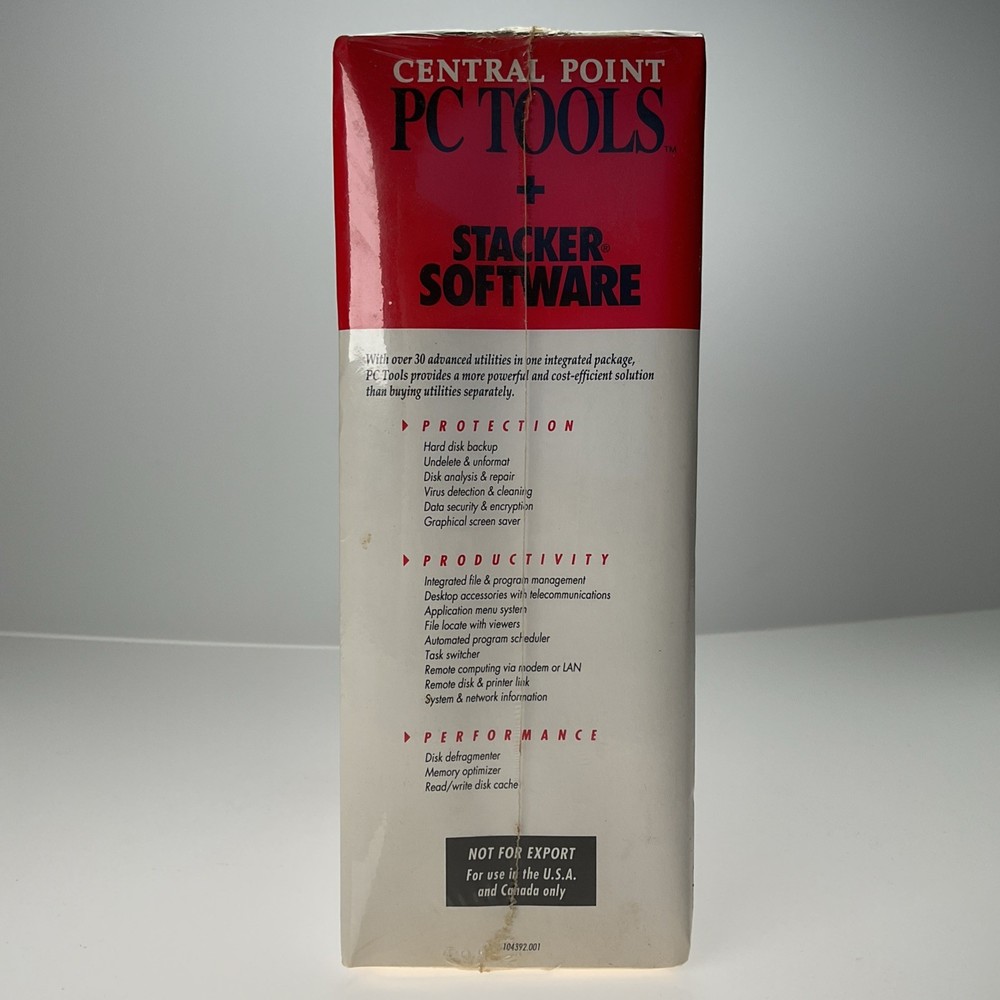 CENTRAL POINT
PC TOOLS™
+
STACKER®
SOFTWARE
With over 30 advanced utilities in one integrated package,
PC Tools provides a more powerful and cost-efficient solution
than buying utilities separately.
PROTECTION
Hard disk backup
Undelete & unformat
Disk analysis & repair
Virus detection & cleaning
Data security & encryption
Graphical screen saver
PRODUCTIVITY
Integrated file & program management
Desktop accessories with telecommunications
Application menu system
File locate with viewers
Automated program scheduler
Task switcher
Remote computing via modem or LAN
Remote disk & printer link
System & network information
PERFORMANCE
Disk defragmenter
Memory optimizer
Read/write disk cache
NOT FOR EXPORT
For use in the U.S.A.
and Canada only
104392.001